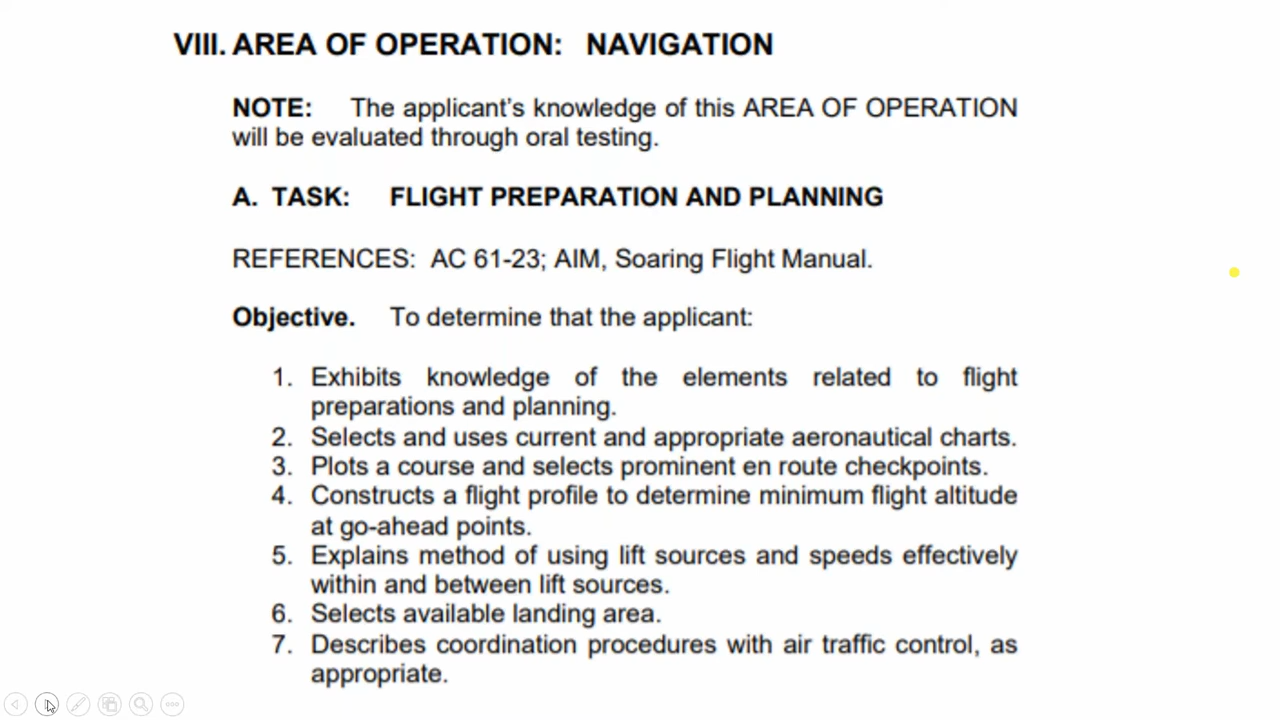 VIII. AREA OF OPERATION: NAVIGATION
NOTE: The applicant's knowledge of this AREA OF OPERATION
will be evaluated through oral testing.
A. TASK: FLIGHT PREPARATION AND PLANNING
REFERENCES: AC 61-23; AIM, Soaring Flight Manual.
Objective. To determine that the applicant:
1. Exhibits knowledge of the elements related to flight
preparations and planning.
2. Selects and uses current and appropriate aeronautical charts.
3. Plots a course and selects prominent en route checkpoints.
4. Constructs a flight profile to determine minimum flight altitude
at go-ahead points.
5. Explains method of using lift sources and speeds effectively
within and between lift sources.
6. Selects available landing area.
7. Describes coordination procedures with air traffic control, as
appropriate.